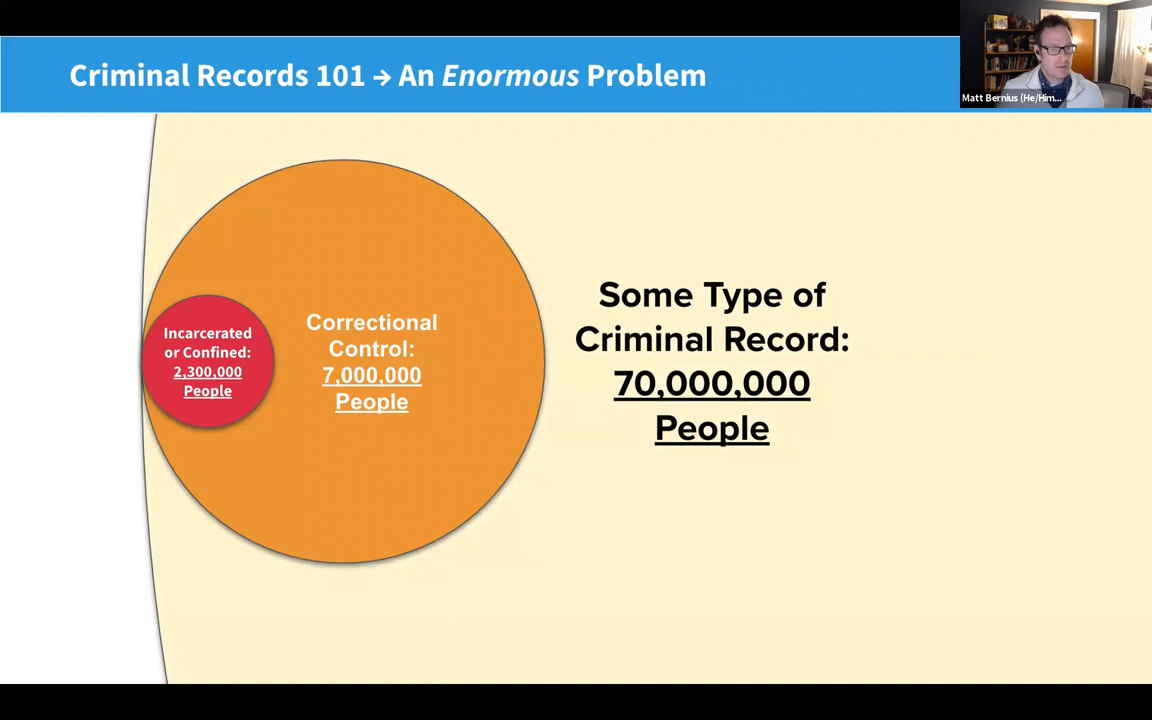 Criminal Records 101 → An Enormous Problem
Matt Bernius (He/Him...
Incarcerated
or Confined:
2,300,000
People
Correctional
Control:
7,000,000
People
Some Type of
Criminal Record:
70,000,000
People